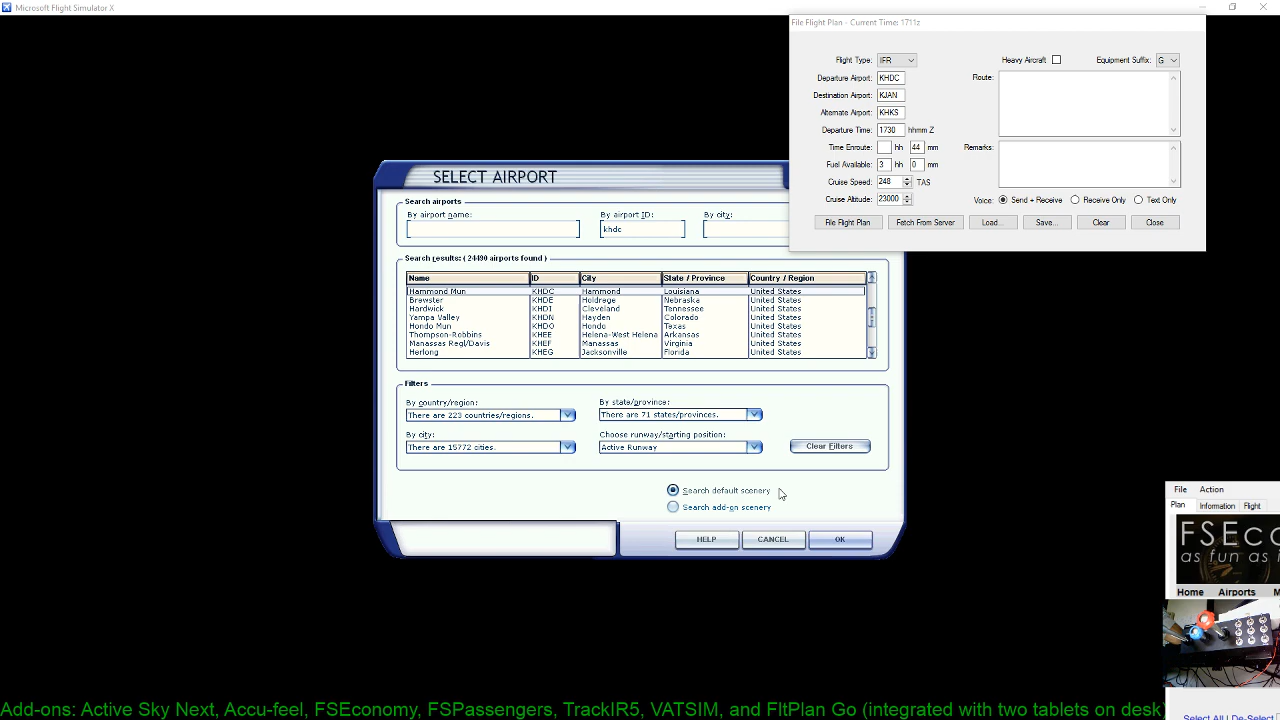 Microsoft Flight Simulator X
File Flight Plan - Current Time: 1711z
Flight Type: IFR
Heavy Aircraft
Equipment Suffix: G
Departure Airport: KHDC
Route:
Destination Airport: KJAN
Alternate Airport: KHKS
Departure Time: 1730 hhmm Z
Time Enroute: hh 44 mm
Remarks:
Fuel Available: 3 hh 0 mm
Cruise Speed: 248 TAS
Cruise Altitude: 23000
Voice: Send + Receive Receive Only Text Only
File Flight Plan Fetch From Server Load... Save... Clear Close
SELECT AIRPORT
Search airports
By airport name: By airport ID: By city:
khdc
Search results: ( 24490 airports found )
Name ID City State / Province Country / Region
Hammond Mun KHDC Hammond Louisiana United States
Brewster KHDE Holdrege Nebraska United States
Hardwick KHDI Cleveland Tennessee United States
Yampa Valley KHDN Hayden Colorado United States
Hondo Mun KHDO Hondo Texas United States
Thompson-Robbins KHEE Helena-West Helena Arkansas United States
Manassas Regl/Davis KHEF Manassas Virginia United States
Herlong KHEG Jacksonville Florida United States
Filters
By country/region: By state/province:
There are 223 countries/regions. There are 71 states/provinces.
By city: Choose runway/starting position:
There are 15772 cities. Active Runway Clear Filters
Search default scenery
Search add-on scenery
HELP CANCEL OK
File Action
Plan Information Flight
FSEco
as fun as i
Home Airports M
Add-ons: Active Sky Next, Accu-feel, FSEconomy, FSPassengers, TrackIR5, VATSIM, and FltPlan Go (integrated with two tablets on desk)
Select All | De-Select